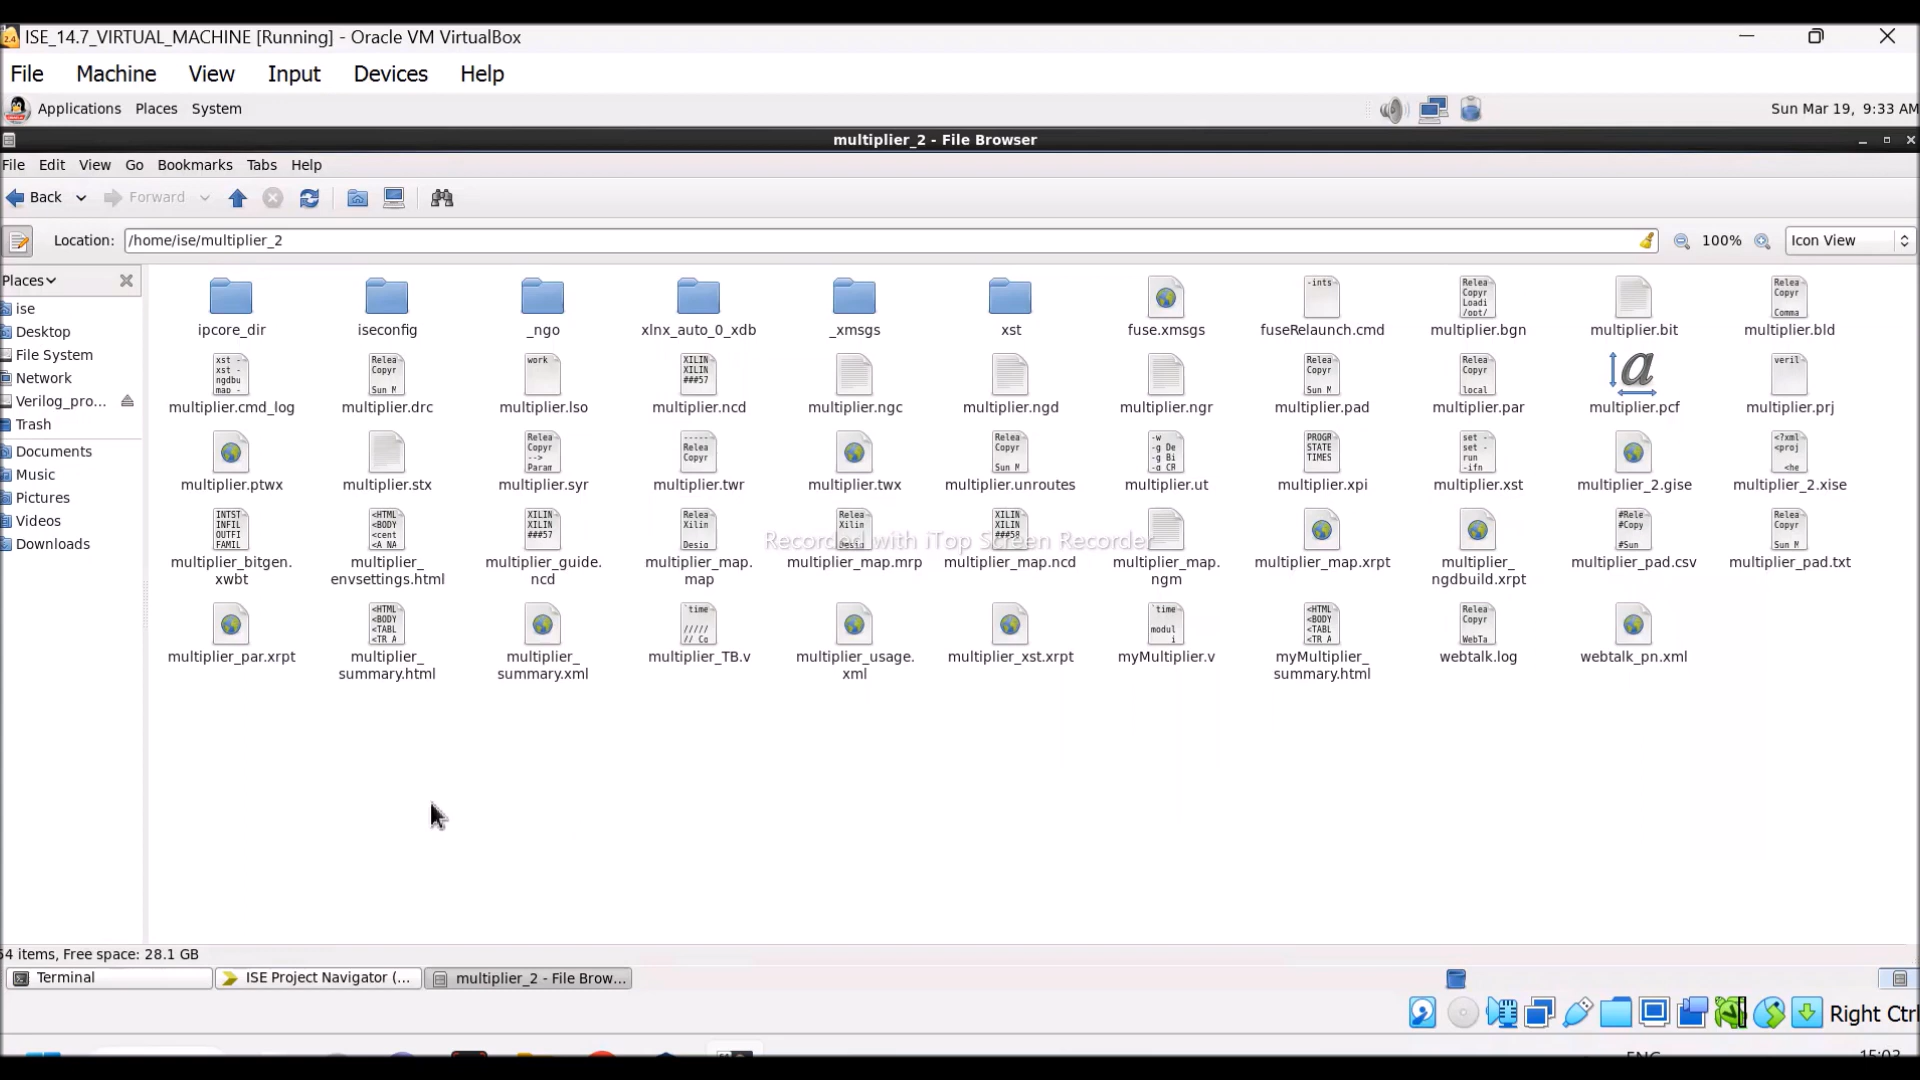 ISE_14.7_VIRTUAL_MACHINE [Running] - Oracle VM VirtualBox
File Machine View Input Devices Help
Applications Places System
Sun Mar 19, 9:33 AM
multiplier_2 - File Browser
File Edit View Go Bookmarks Tabs Help
Back Forward
Location: /home/ise/multiplier_2 100% Icon View
Places
ise
Desktop
File System
Network
Verilog_pro...
Trash
Documents
Music
Pictures
Videos
Downloads
ipcore_dir iseconfig _ngo xlnx_auto_0_xdb _xmsgs xst fuse.xmsgs fuseRelaunch.cmd multiplier.bgn multiplier.bit multiplier.bld
multiplier.cmd_log multiplier.drc multiplier.lso multiplier.ncd multiplier.ngc multiplier.ngd multiplier.ngr multiplier.pad multiplier.par multiplier.pcf multiplier.prj
multiplier.ptwx multiplier.stx multiplier.syr multiplier.twr multiplier.twx multiplier.unroutes multiplier.ut multiplier.xpi multiplier.xst multiplier_2.gise multiplier_2.xise
Recorded with iTop Screen Recorder
multiplier_bitgen. multiplier_ multiplier_guide. multiplier_map. multiplier_map.mrp multiplier_map.ncd multiplier_map. multiplier_map.xrpt multiplier_ multiplier_pad.csv multiplier_pad.txt
xwbt envsettings.html ncd map ngm ngdbuild.xrpt
multiplier_par.xrpt multiplier_ multiplier_ multiplier_TB.v multiplier_usage. multiplier_xst.xrpt myMultiplier.v myMultiplier_ webtalk.log webtalk_pn.xml
summary.html summary.xml xml summary.html
54 items, Free space: 28.1 GB
Terminal ISE Project Navigator (... multiplier_2 - File Brow...
Right Ctrl